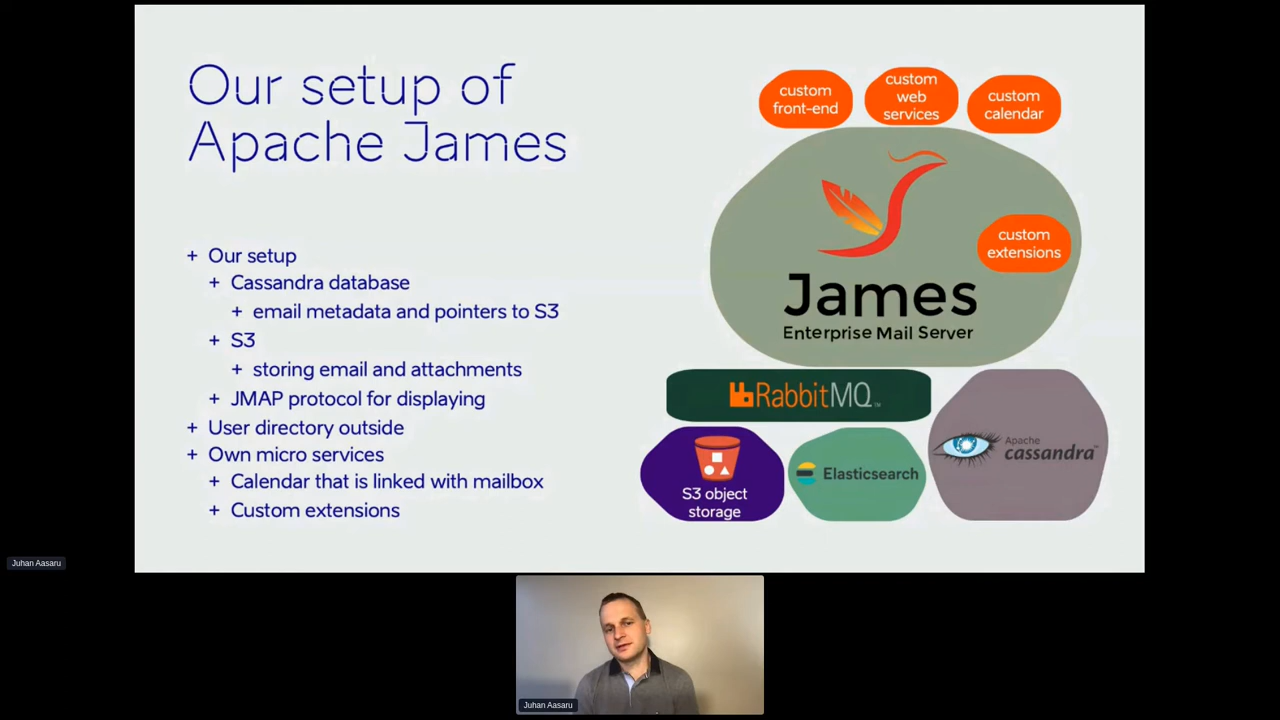 Our setup of
Apache James
+ Our setup
+ Cassandra database
+ email metadata and pointers to S3
+ S3
+ storing email and attachments
+ JMAP protocol for displaying
+ User directory outside
+ Own micro services
+ Calendar that is linked with mailbox
+ Custom extensions
custom
front-end
custom
web
services
custom
calendar
custom
extensions
James
Enterprise Mail Server
RabbitMQ™
S3 object
storage
Elasticsearch
Apache
cassandra™
Juhan Aasaru
Juhan Aasaru